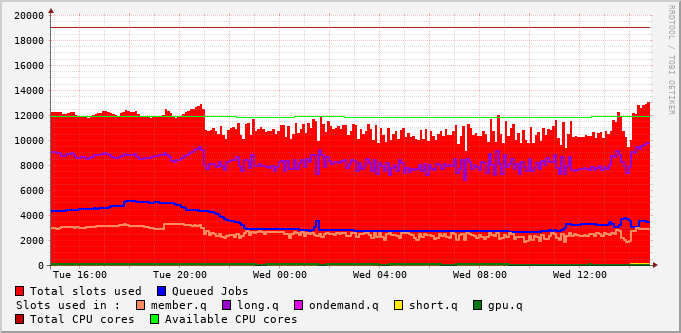 20000
18000
16000
14000
12000
10000
8000
6000
4000
2000
0
Tue 16:00 Tue 20:00 Wed 00:00 Wed 04:00 Wed 08:00 Wed 12:00
RRDTOOL / TOBI OETIKER
Total slots used Queued Jobs
Slots used in : member.q long.q ondemand.q short.q gpu.q
Total CPU cores Available CPU cores